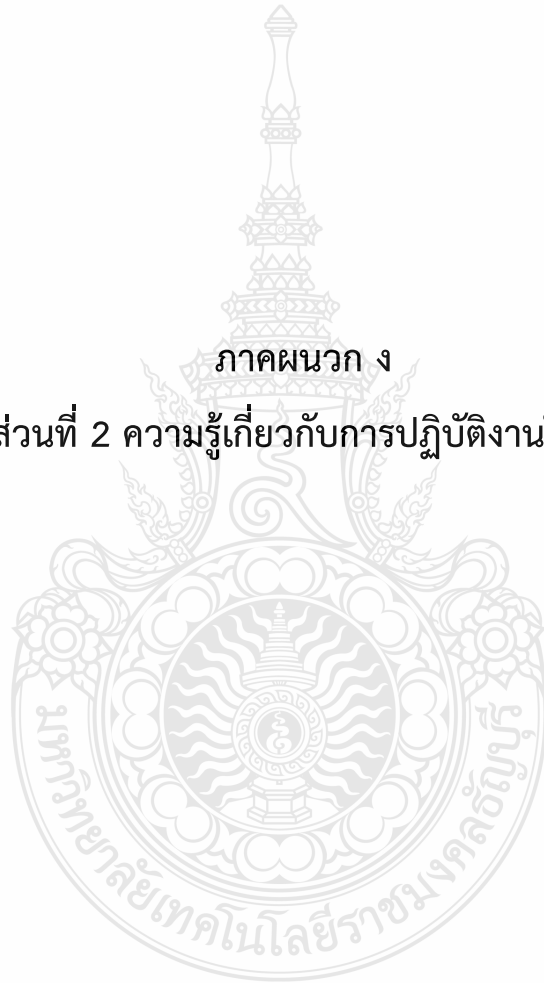 ภาคผนวก ง
ส่วนที่ 2 ความรู้เกี่ยวกับการปฏิบัติงาน
มหาวิทยาลัยเทคโนโลยีราชมงคลธัญบุรี